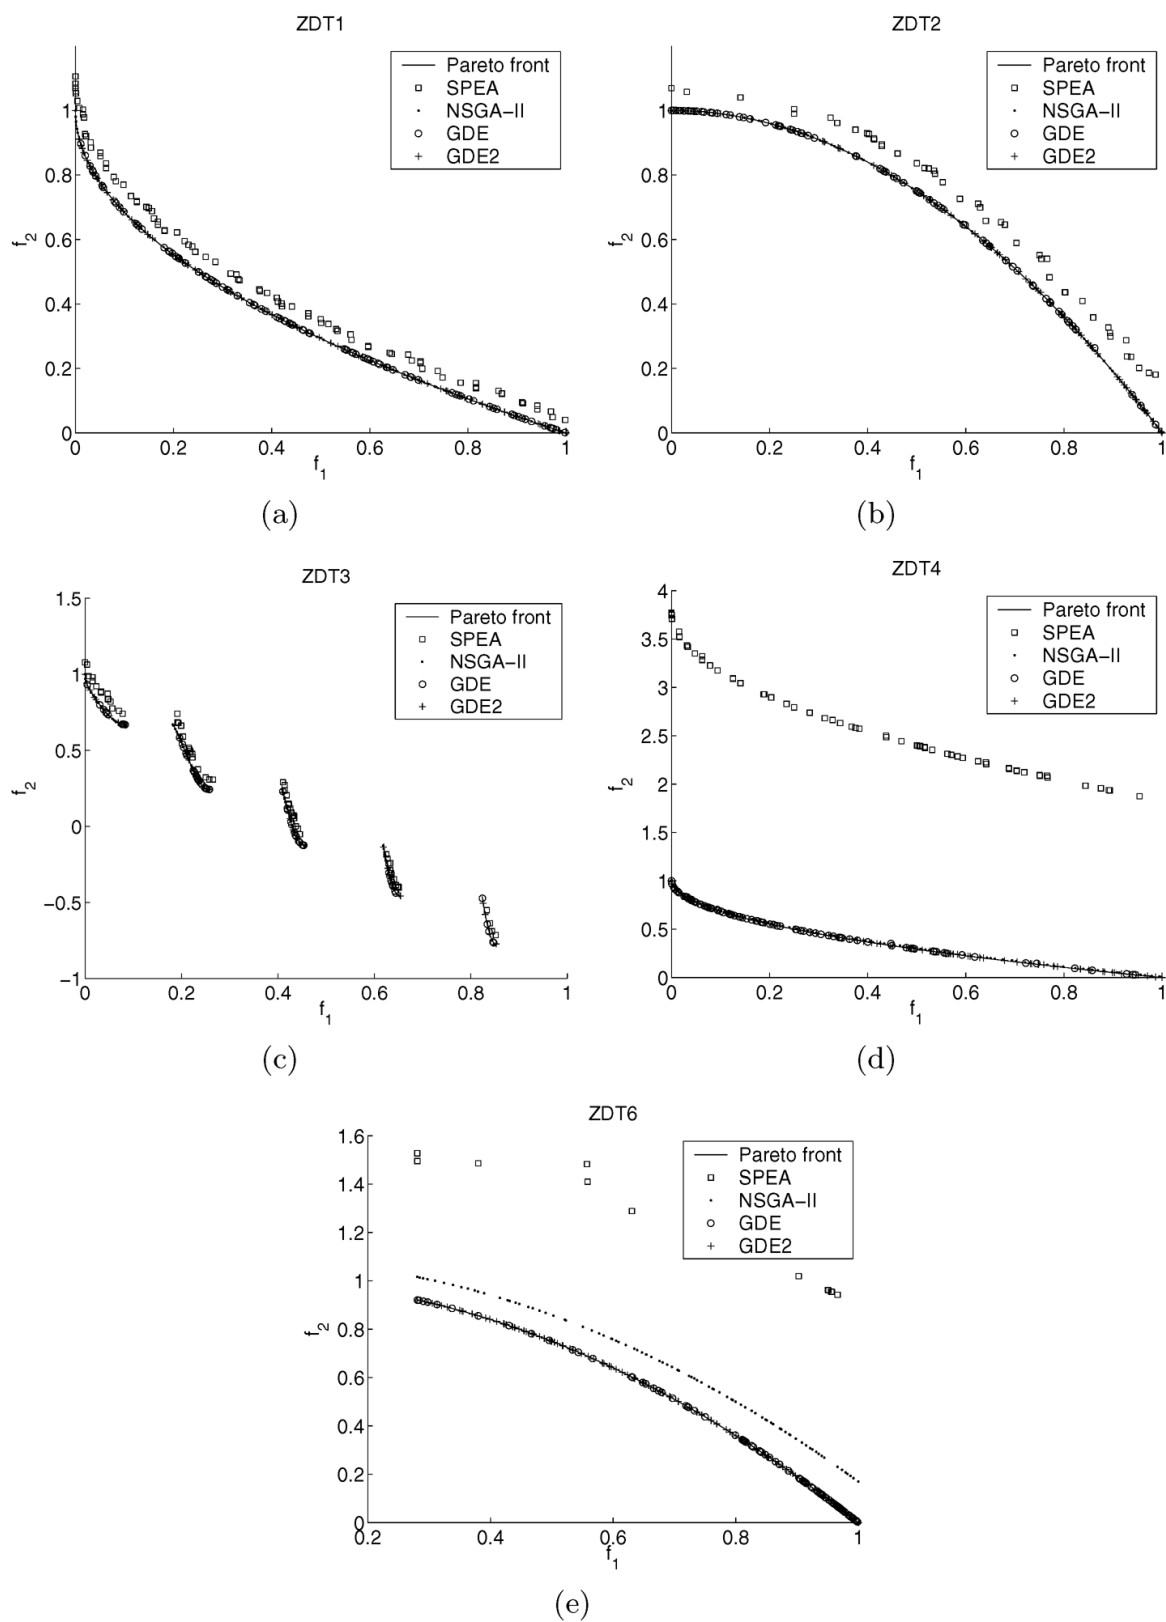 ZDT1
Pareto front
SPEA
NSGA-II
GDE
GDE2
1
0.8
0.6
0.4
0.2
0
f2
0 0.2 0.4 0.6 0.8 1
f1
(a)
ZDT2
Pareto front
SPEA
NSGA-II
GDE
GDE2
1
0.8
0.6
0.4
0.2
0
f2
0 0.2 0.4 0.6 0.8 1
f1
(b)
ZDT3
Pareto front
SPEA
NSGA-II
GDE
GDE2
1.5
1
0.5
0
-0.5
-1
f2
0 0.2 0.4 0.6 0.8 1
f1
(c)
ZDT4
Pareto front
SPEA
NSGA-II
GDE
GDE2
4
3.5
3
2.5
2
1.5
1
0.5
0
f2
0 0.2 0.4 0.6 0.8 1
f1
(d)
ZDT6
Pareto front
SPEA
NSGA-II
GDE
GDE2
1.6
1.4
1.2
1
0.8
0.6
0.4
0.2
0
f2
0.2 0.4 0.6 0.8 1
f1
(e)